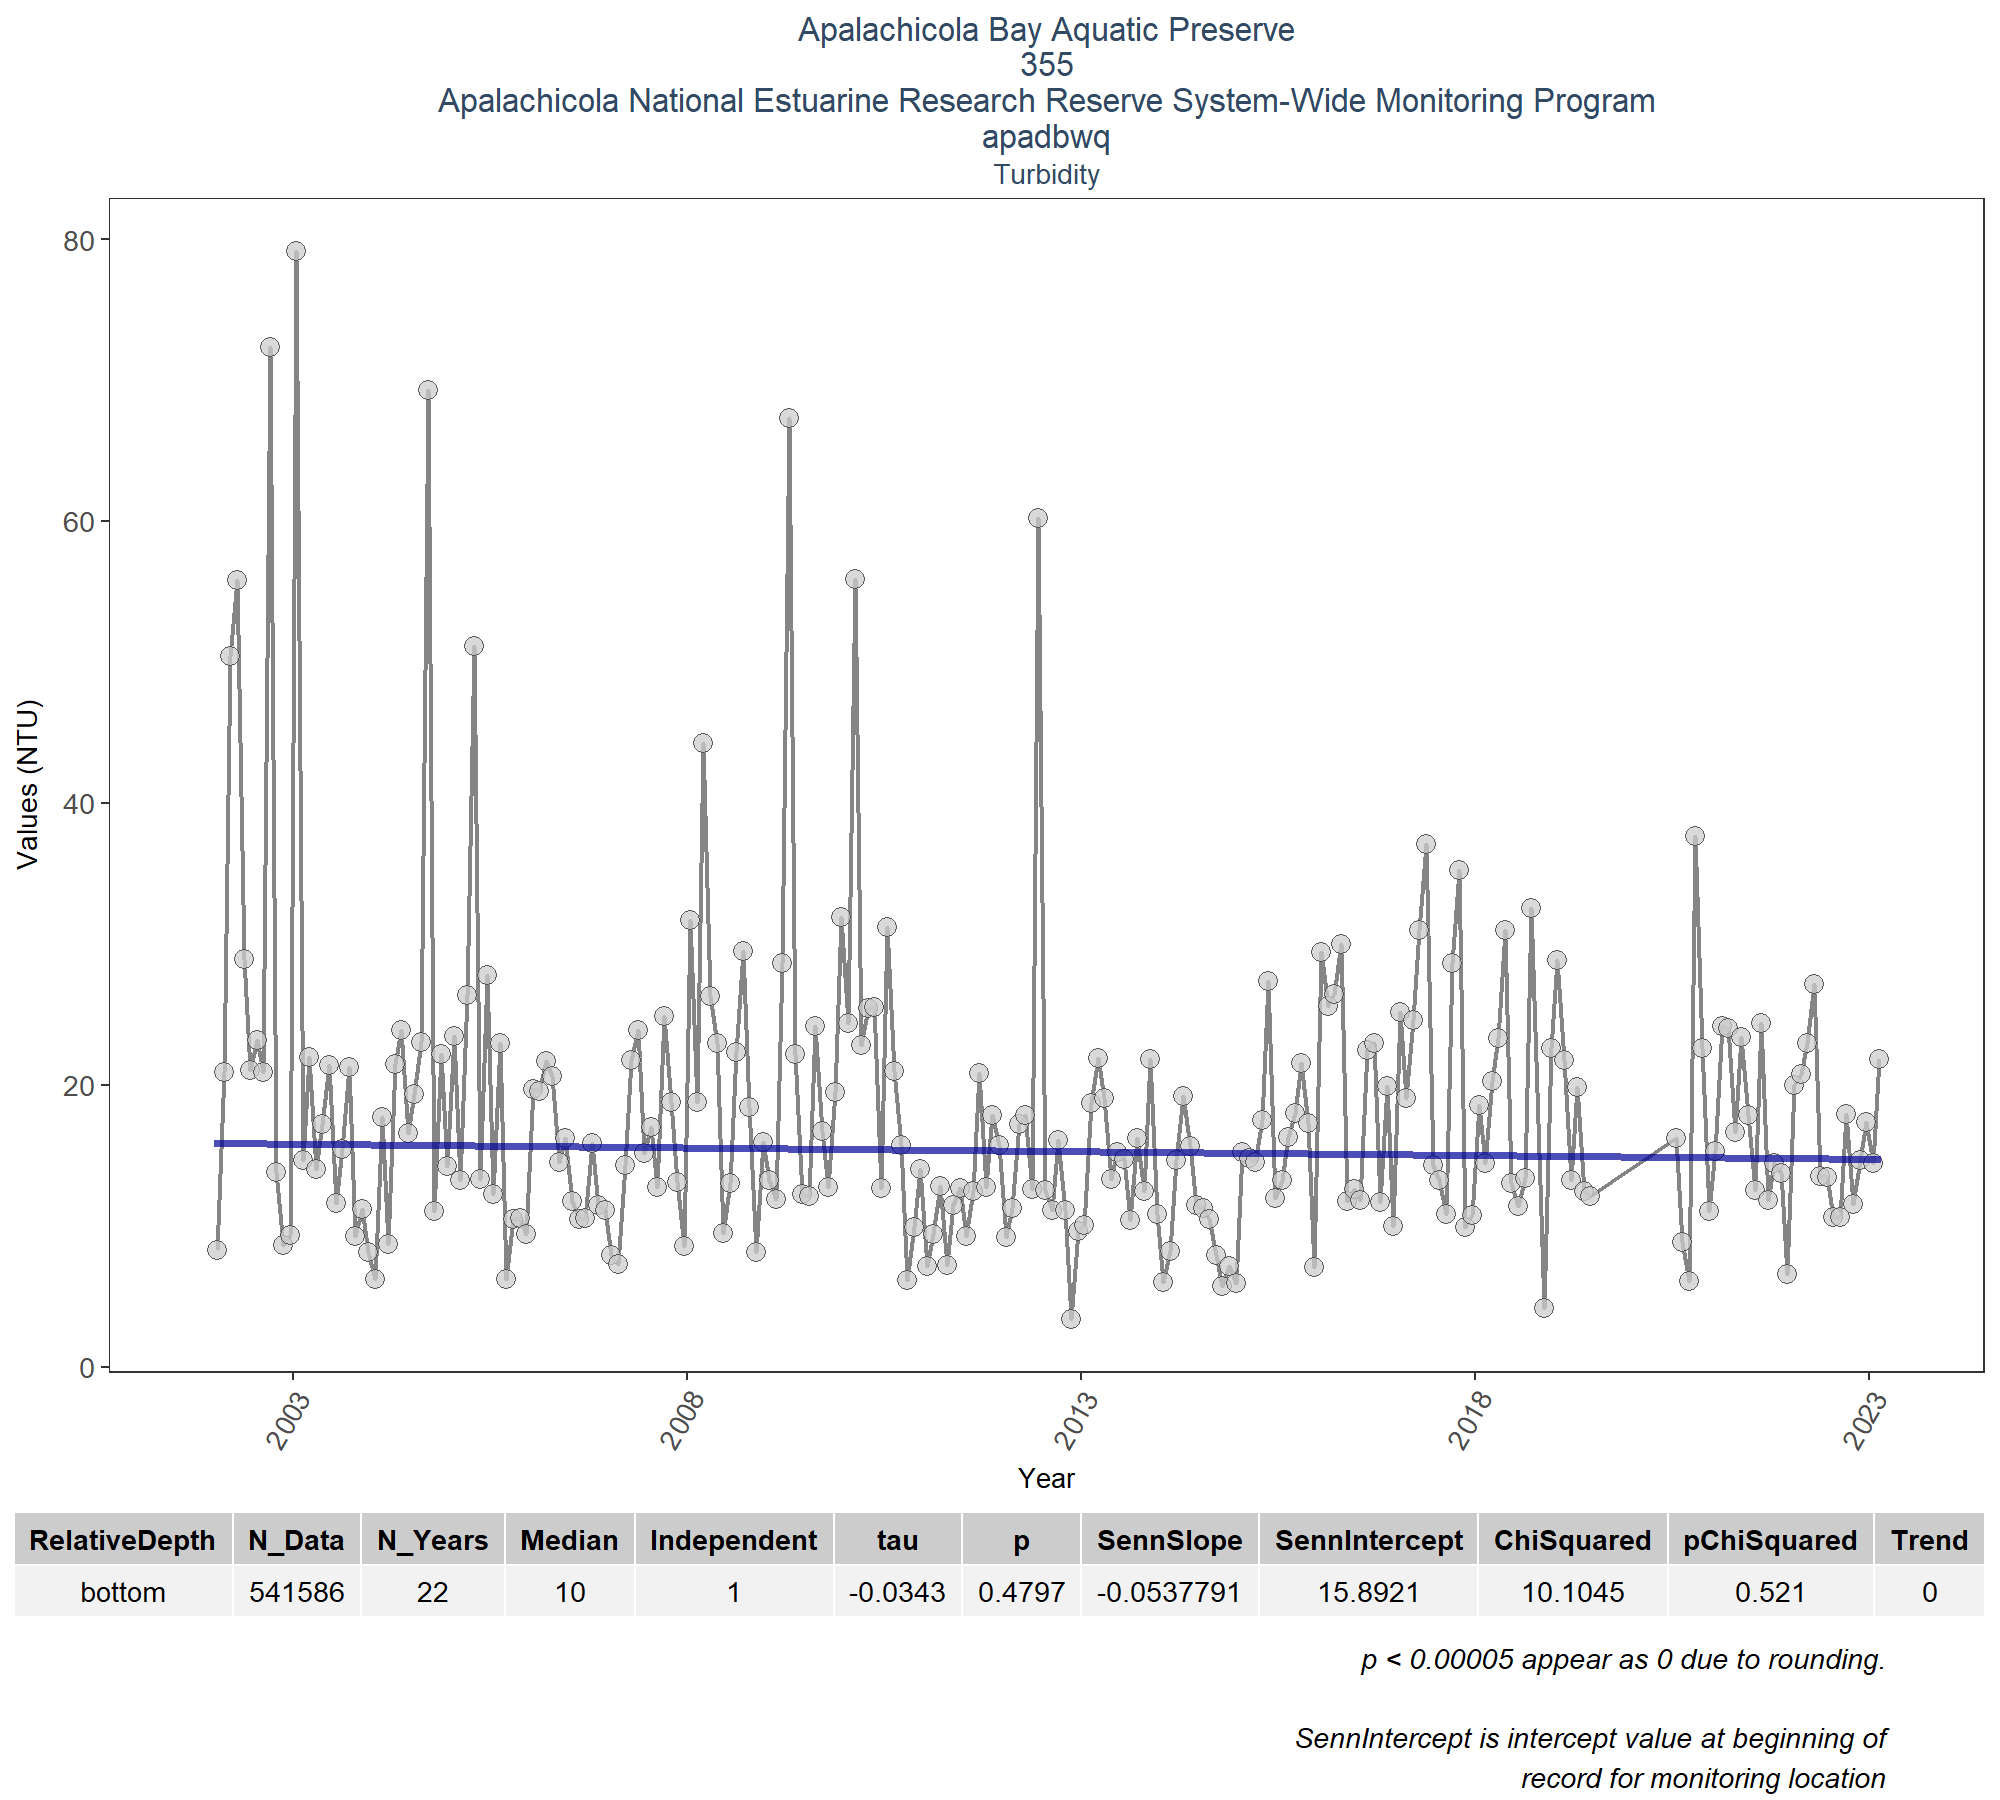 Apalachicola Bay Aquatic Preserve
355
Apalachicola National Estuarine Research Reserve System-Wide Monitoring Program
apadbwq
Turbidity
80
60
40
20
0
Values (NTU)
2003 2008 2013 2018 2023
Year
RelativeDepth N_Data N_Years Median Independent tau p SennSlope SennIntercept ChiSquared pChiSquared Trend
bottom 541586 22 10 1 -0.0343 0.4797 -0.0537791 15.8921 10.1045 0.521 0
p < 0.00005 appear as 0 due to rounding.
SennIntercept is intercept value at beginning of
record for monitoring location